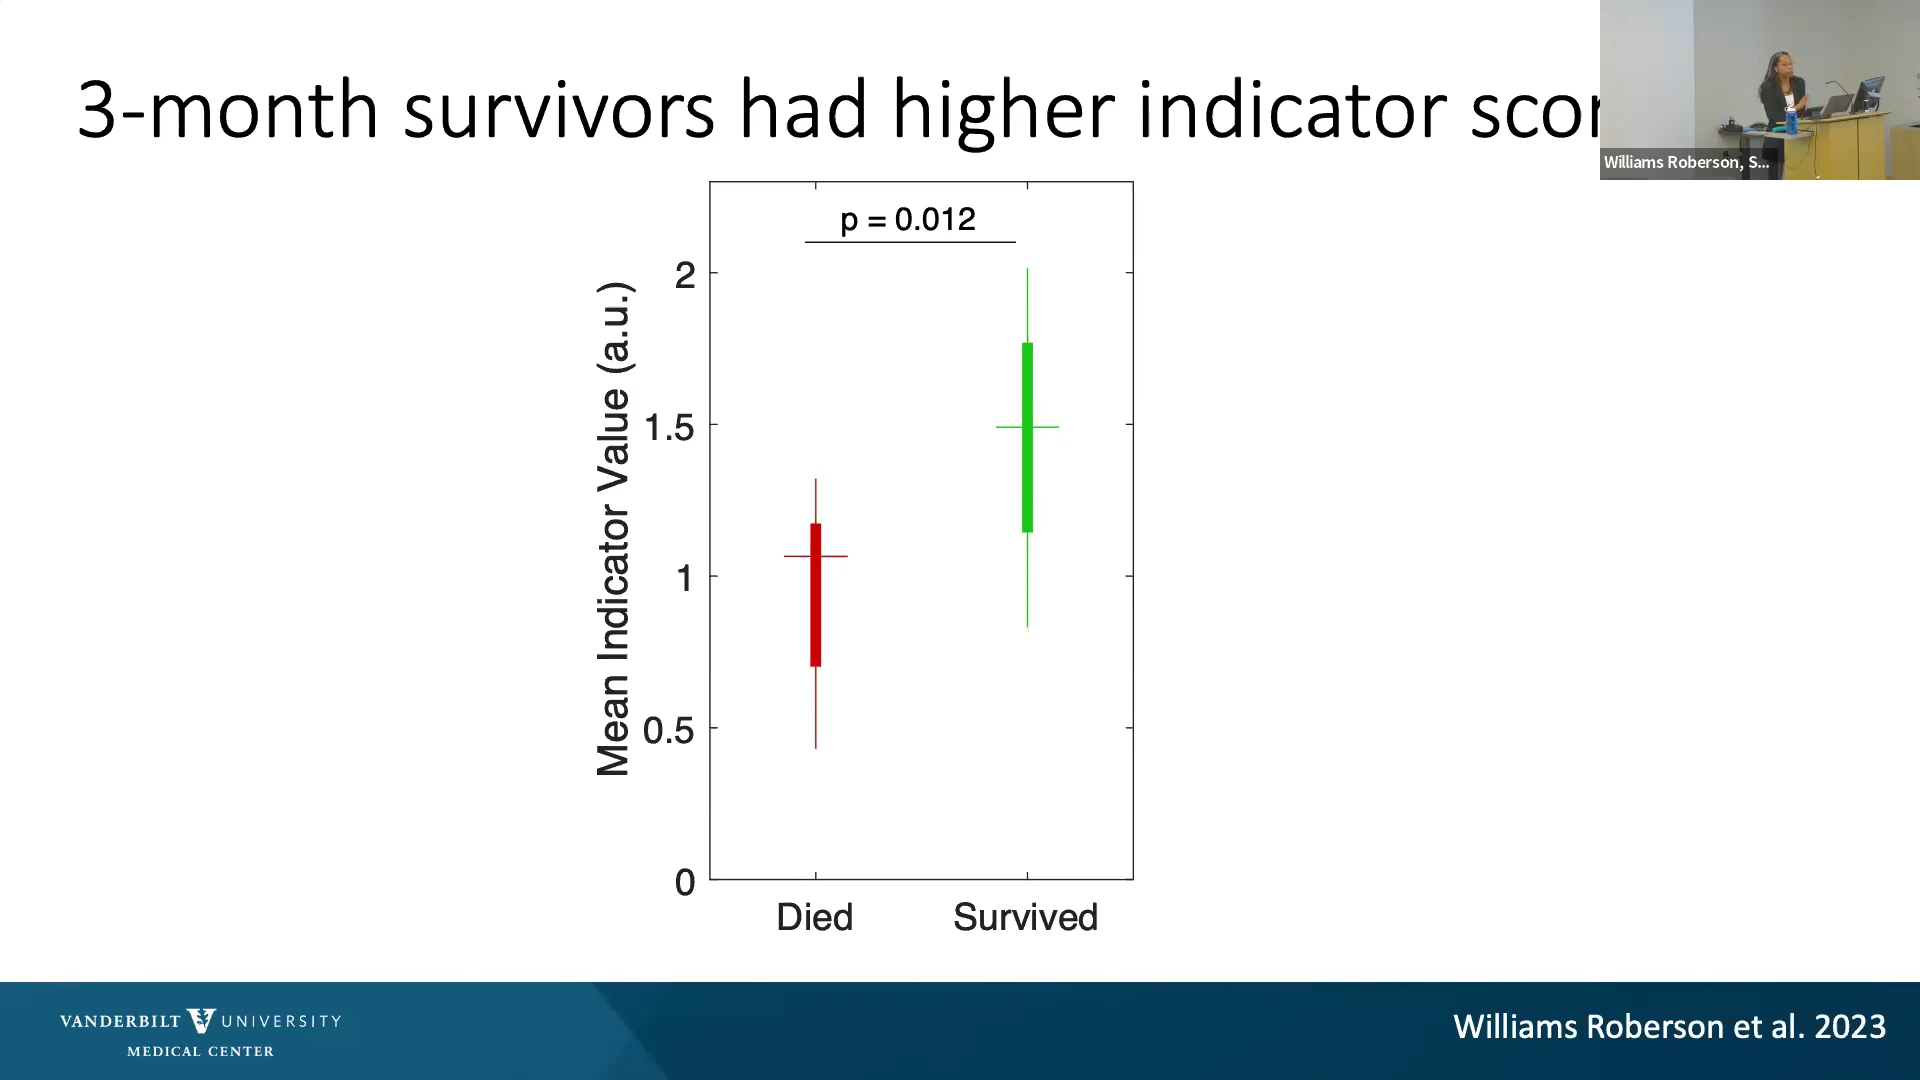 3-month survivors had higher indicator
Williams Roberson, S...
p = 0.012
Mean Indicator Value (a.u.)
2
1.5
1
0.5
0
Died Survived
VANDERBILT V UNIVERSITY
MEDICAL CENTER
Williams Roberson et al. 2023